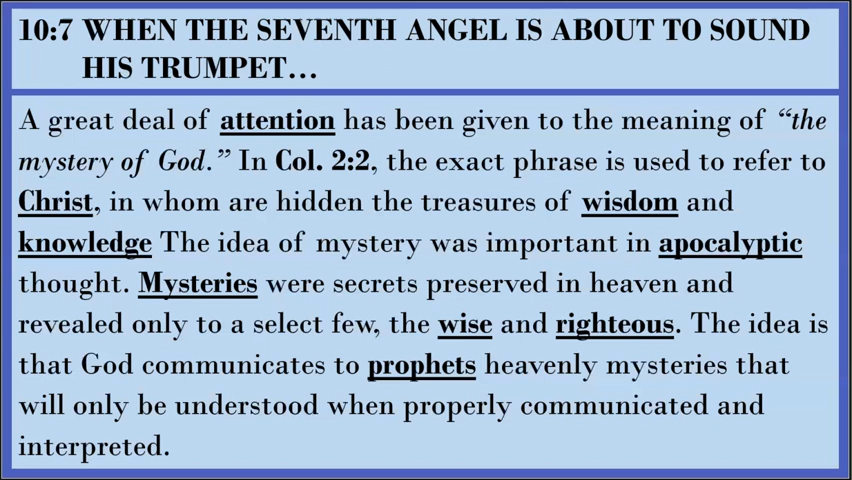 10:7 WHEN THE SEVENTH ANGEL IS ABOUT TO SOUND
HIS TRUMPET…
A great deal of attention has been given to the meaning of “the
mystery of God.” In Col. 2:2, the exact phrase is used to refer to
Christ, in whom are hidden the treasures of wisdom and
knowledge The idea of mystery was important in apocalyptic
thought. Mysteries were secrets preserved in heaven and
revealed only to a select few, the wise and righteous. The idea is
that God communicates to prophets heavenly mysteries that
will only be understood when properly communicated and
interpreted.